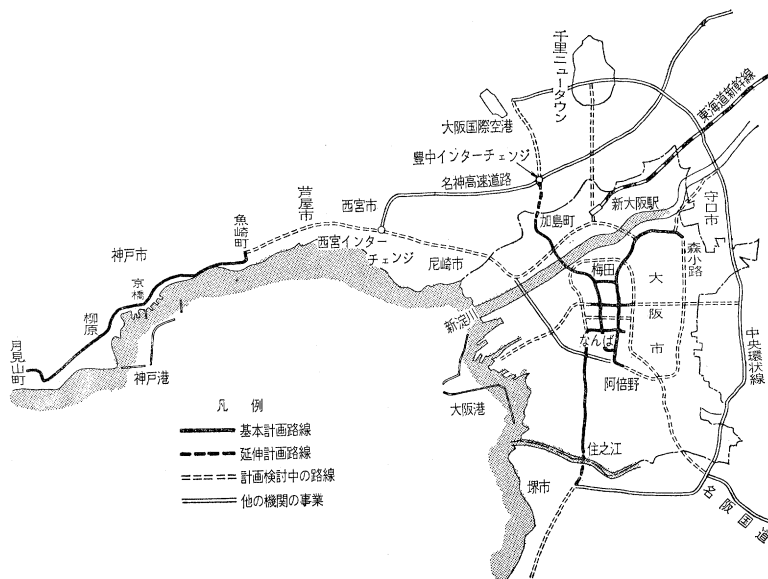 千里ニュータウン
大阪国際空港
東海道新幹線
豊中インターチェンジ
名神高速道路
芦屋市
西宮市
加島町
新大阪駅
守口市
魚崎町
西宮インターチェンジ
尼崎市
森小路
神戸市
京橋
梅田
大阪市
柳原
新淀川
なんば
中央環状線
月見山町
神戸港
阿倍野
大阪港
凡例
基本計画路線
延伸計画路線
計画検討中の路線
他の機関の事業
住之江
堺市
名阪国道